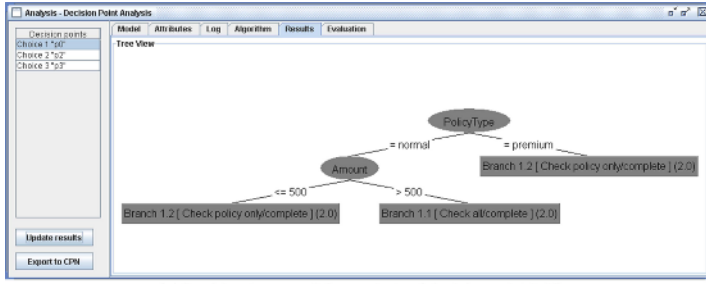 Analysis - Decision Point Analysis
Decision points
Choice 1 "p0"
Choice 2 "p2"
Choice 3 "p3"
Update results
Export to CPN
Model Attributes Log Algorithm Results Evaluation
Tree View
PolicyType
= normal = premium
Amount
Branch 1.2 [ Check policy only/complete ] (2.0)
<= 500 > 500
Branch 1.2 [ Check policy only/complete ] (2.0) Branch 1.1 [ Check all/complete ] (2.0)